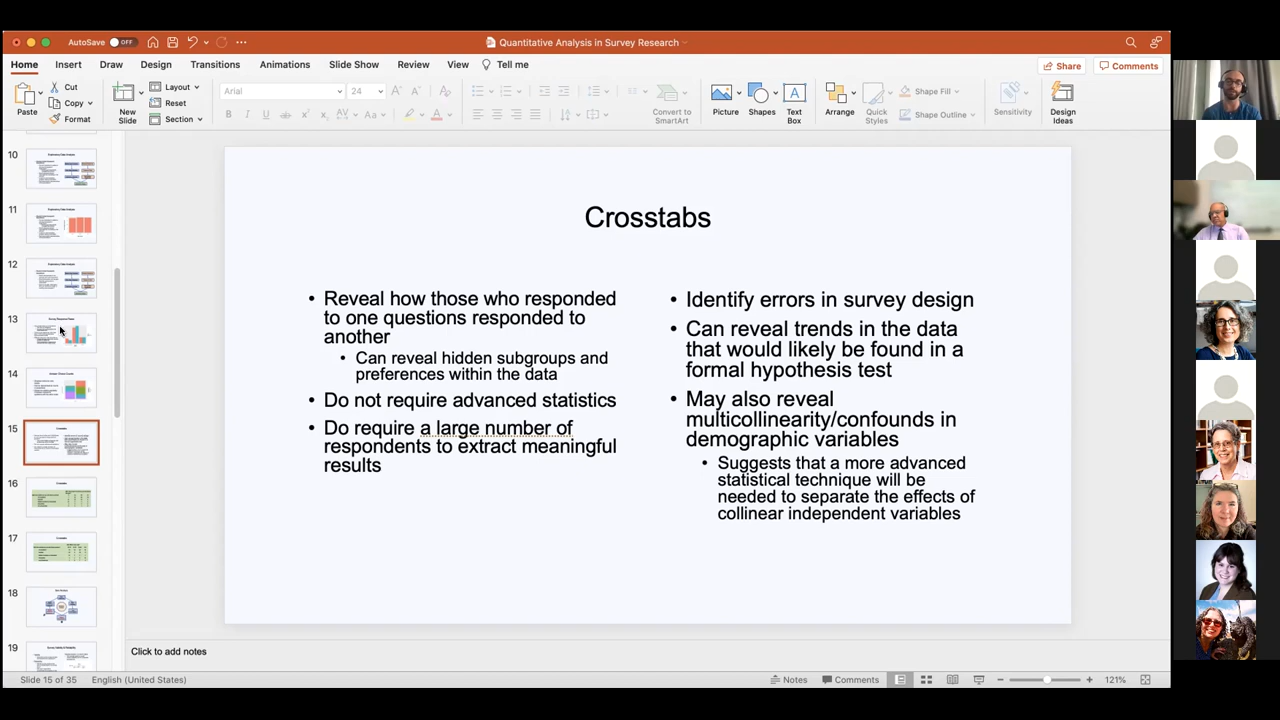 AutoSave OFF
Quantitative Analysis in Survey Research
Home Insert Draw Design Transitions Animations Slide Show Review View Tell me
Share Comments
Paste
Cut
Copy
Format
New Slide
Layout
Reset
Section
Arial 24
Convert to SmartArt
Picture
Shapes
Text Box
Arrange
Quick Styles
Shape Fill
Shape Outline
Sensitivity
Design Ideas
10
11
12
13
14
15
16
17
18
19
Crosstabs
• Reveal how those who responded
to one questions responded to
another
• Can reveal hidden subgroups and
preferences within the data
• Do not require advanced statistics
• Do require a large number of
respondents to extract meaningful
results
• Identify errors in survey design
• Can reveal trends in the data
that would likely be found in a
formal hypothesis test
• May also reveal
multicollinearity/confounds in
demographic variables
• Suggests that a more advanced
statistical technique will be
needed to separate the effects of
collinear independent variables
Click to add notes
Slide 15 of 35 English (United States) Notes Comments 121%